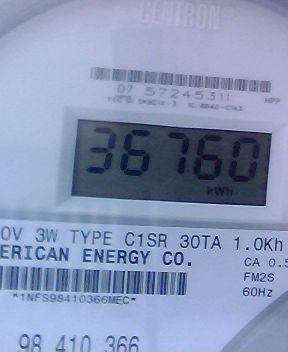 CENTRON
07 57245311
HPP
36760
kWh
0V 3W TYPE C1SR 30TA 1.0Kh
ERICAN ENERGY CO.
CA 0.5
FM2S
*1NFS98410366MEC*
60Hz
98 410 366